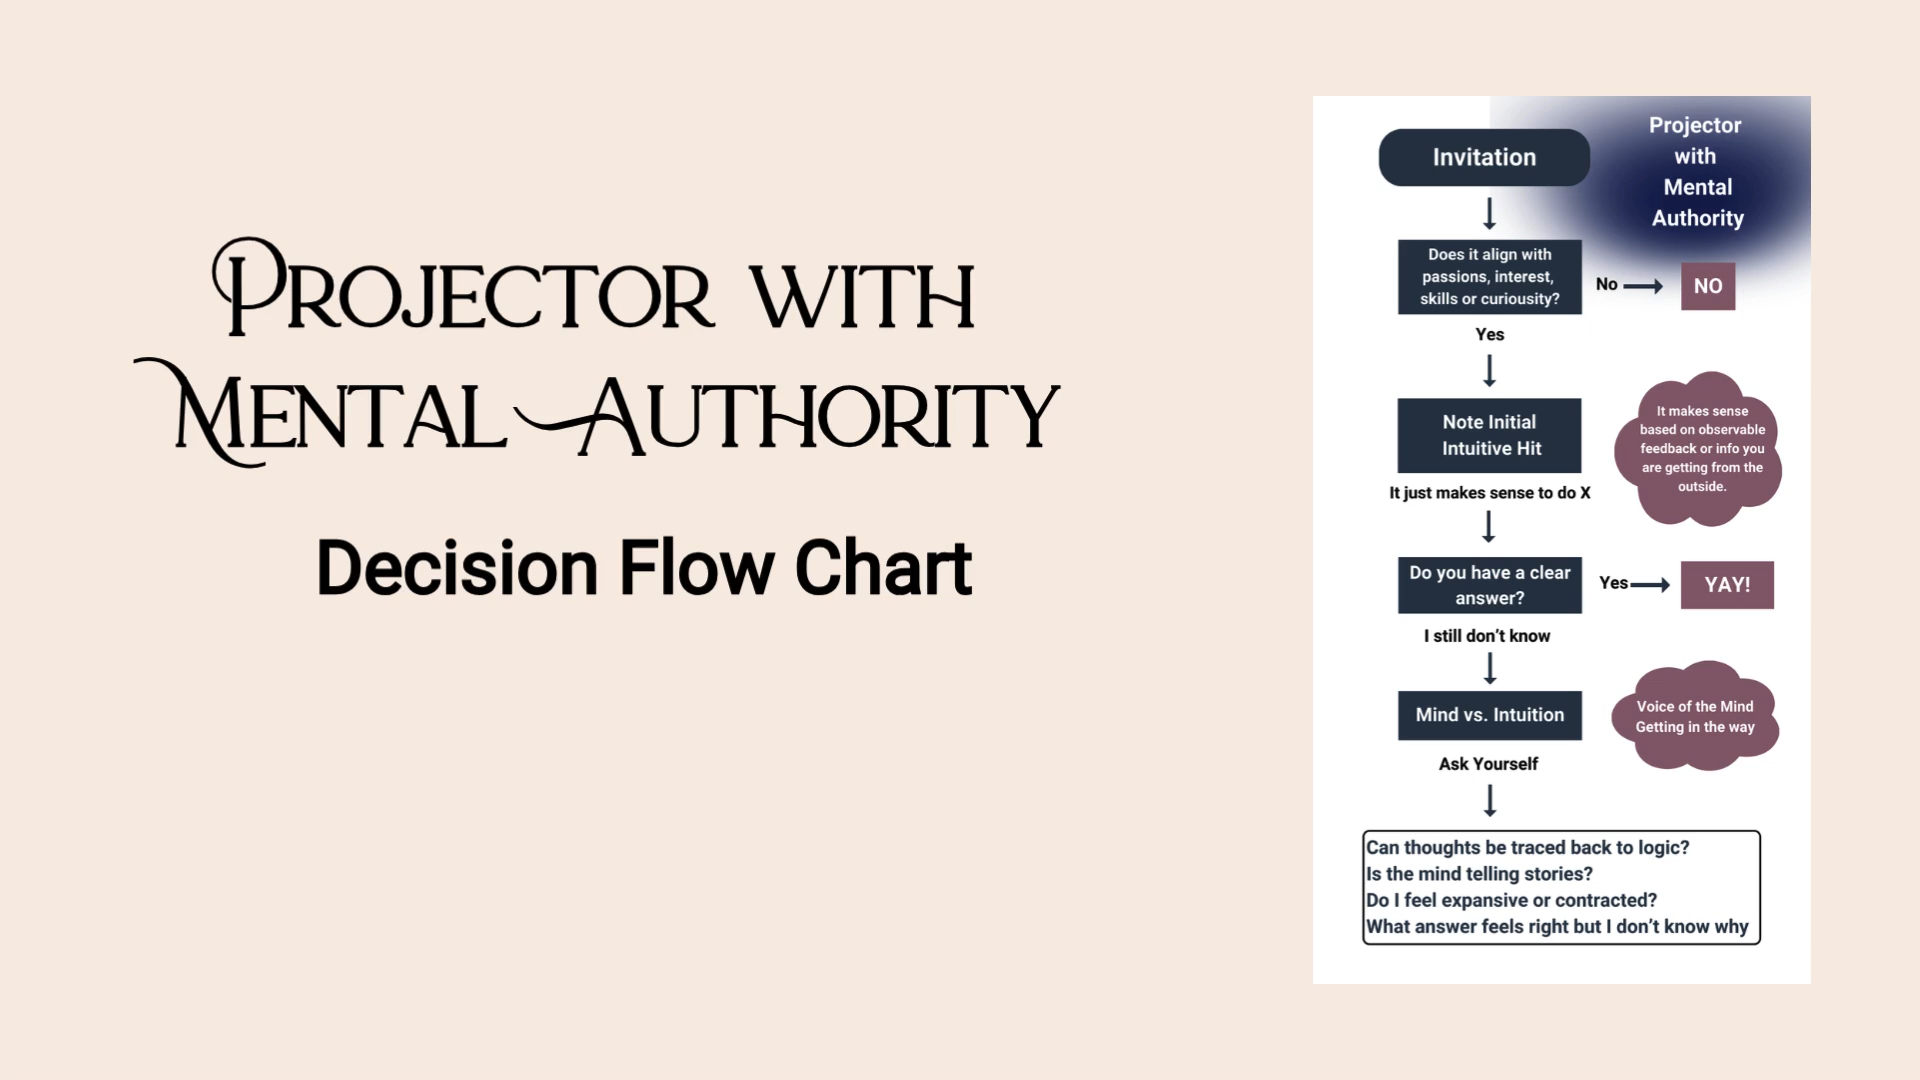 Projector with
Mental Authority
Decision Flow Chart
Projector
with
Mental
Authority
Invitation
Does it align with
passions, interest,
skills or curiousity?
No
NO
Yes
Note Initial
Intuitive Hit
It makes sense
based on observable
feedback or info you
are getting from the
outside.
It just makes sense to do X
Do you have a clear
answer?
Yes
YAY!
I still don't know
Mind vs. Intuition
Voice of the Mind
Getting in the way
Ask Yourself
Can thoughts be traced back to logic?
Is the mind telling stories?
Do I feel expansive or contracted?
What answer feels right but I don't know why